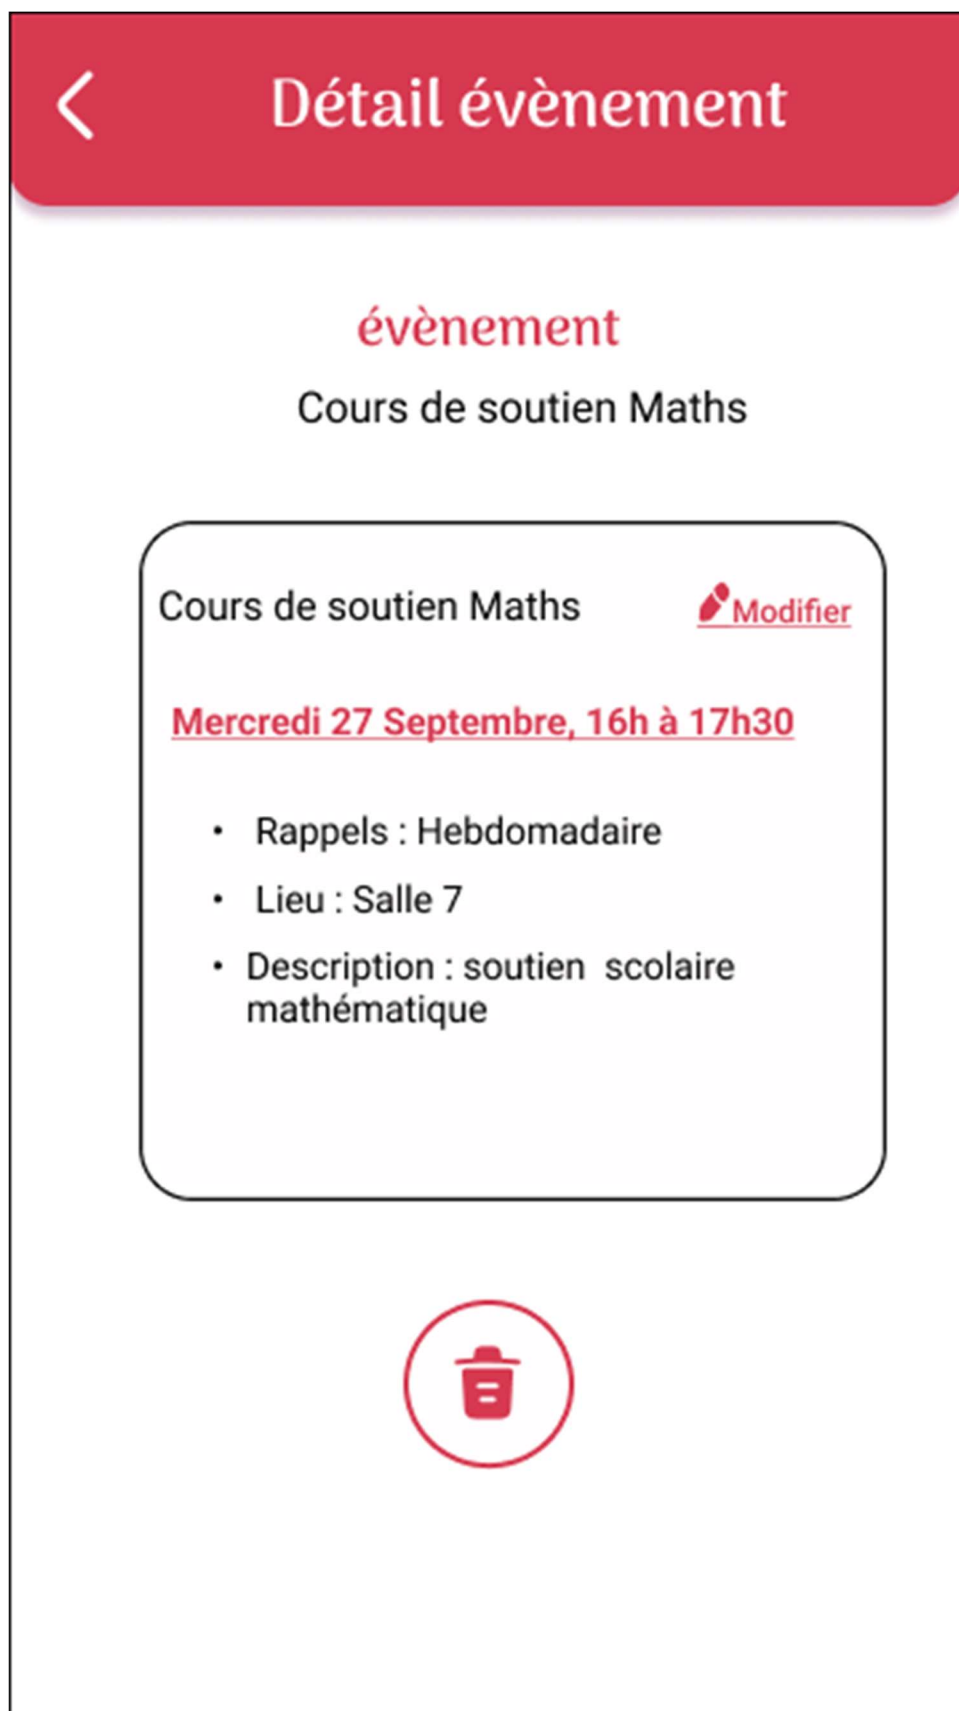 Détail évènement
évènement
Cours de soutien Maths
Cours de soutien Maths
Modifier
Mercredi 27 Septembre, 16h à 17h30
• Rappels : Hebdomadaire
• Lieu : Salle 7
• Description : soutien scolaire
mathématique